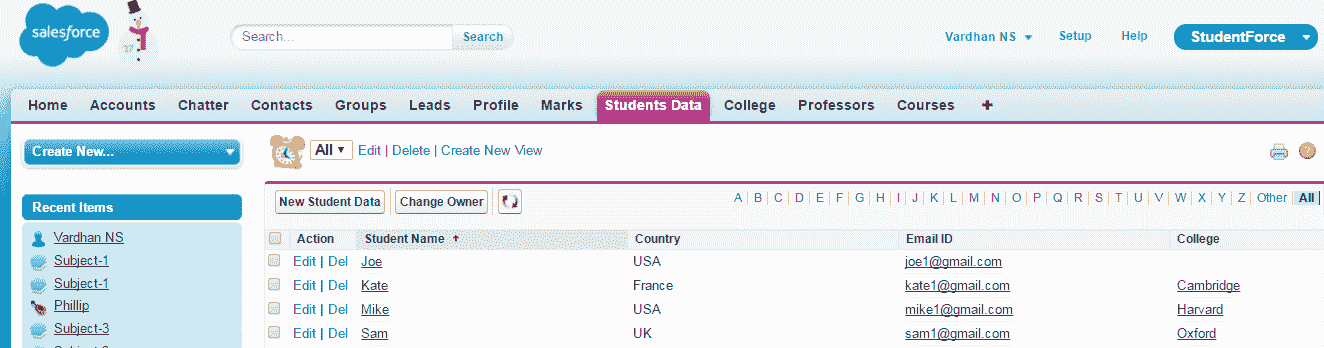 salesforce
17
Search...
Search
Vardhan NS
Setup
Help
StudentForce
Home Accounts Chatter Contacts Groups Leads Profile Marks Students Data College Professors Courses +
Create New...
All Edit | Delete | Create New View
?
New Student Data Change Owner
A | B | C | D | E | F | G | H | I | J | K | L | M | N | O | P | Q | R | S | T | U | V | W | X | Y | Z | Other | All
Recent Items
Vardhan NS
Subject-1
Subject-1
Phillip
Subject-3
Action Student Name Country Email ID College
Edit | Del Joe USA joe1@gmail.com
Edit | Del Kate France kate1@gmail.com Cambridge
Edit | Del Mike USA mike1@gmail.com Harvard
Edit | Del Sam UK sam1@gmail.com Oxford